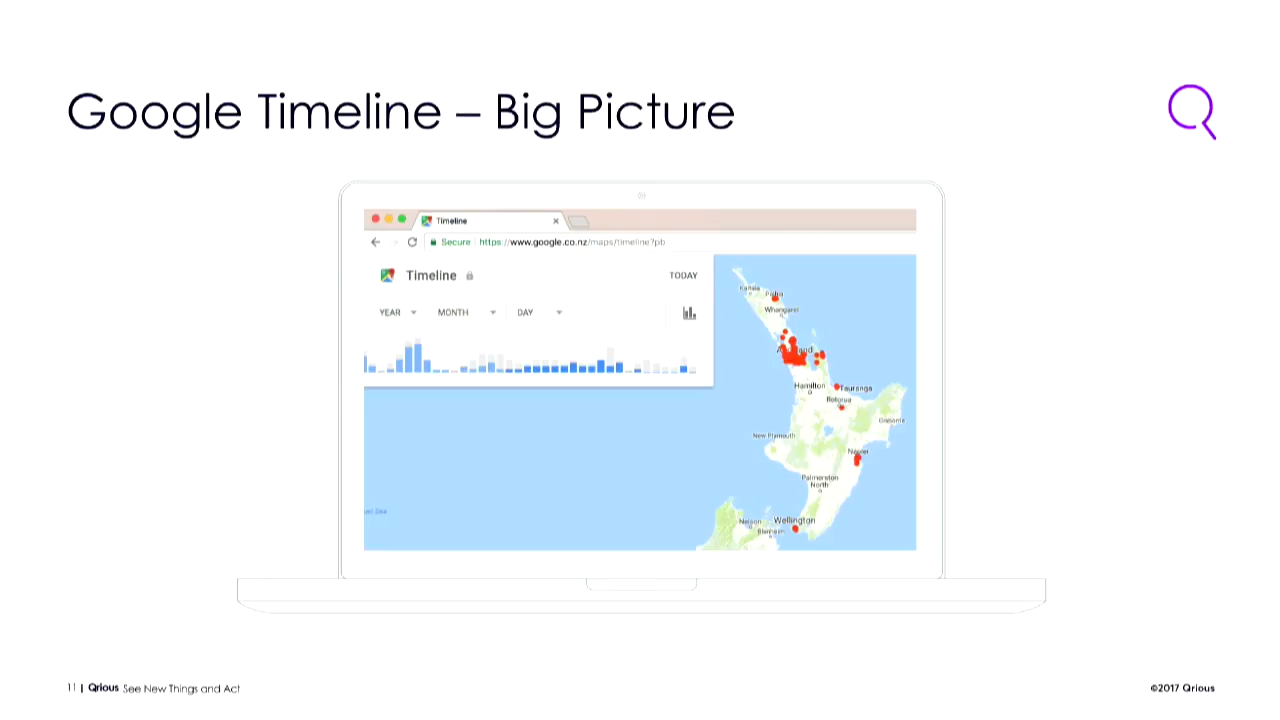 Google Timeline – Big Picture
Timeline
Secure https://www.google.co.nz/maps/timeline?pb
Timeline
TODAY
YEAR MONTH DAY
Kaitaia
Paihia
Whangarei
Hamilton
Tauranga
Rotorua
Gisborne
New Plymouth
Napier
Palmerston
North
Nelson
Wellington
Blenheim
11 | Qrious See New Things and Act
©2017 Qrious